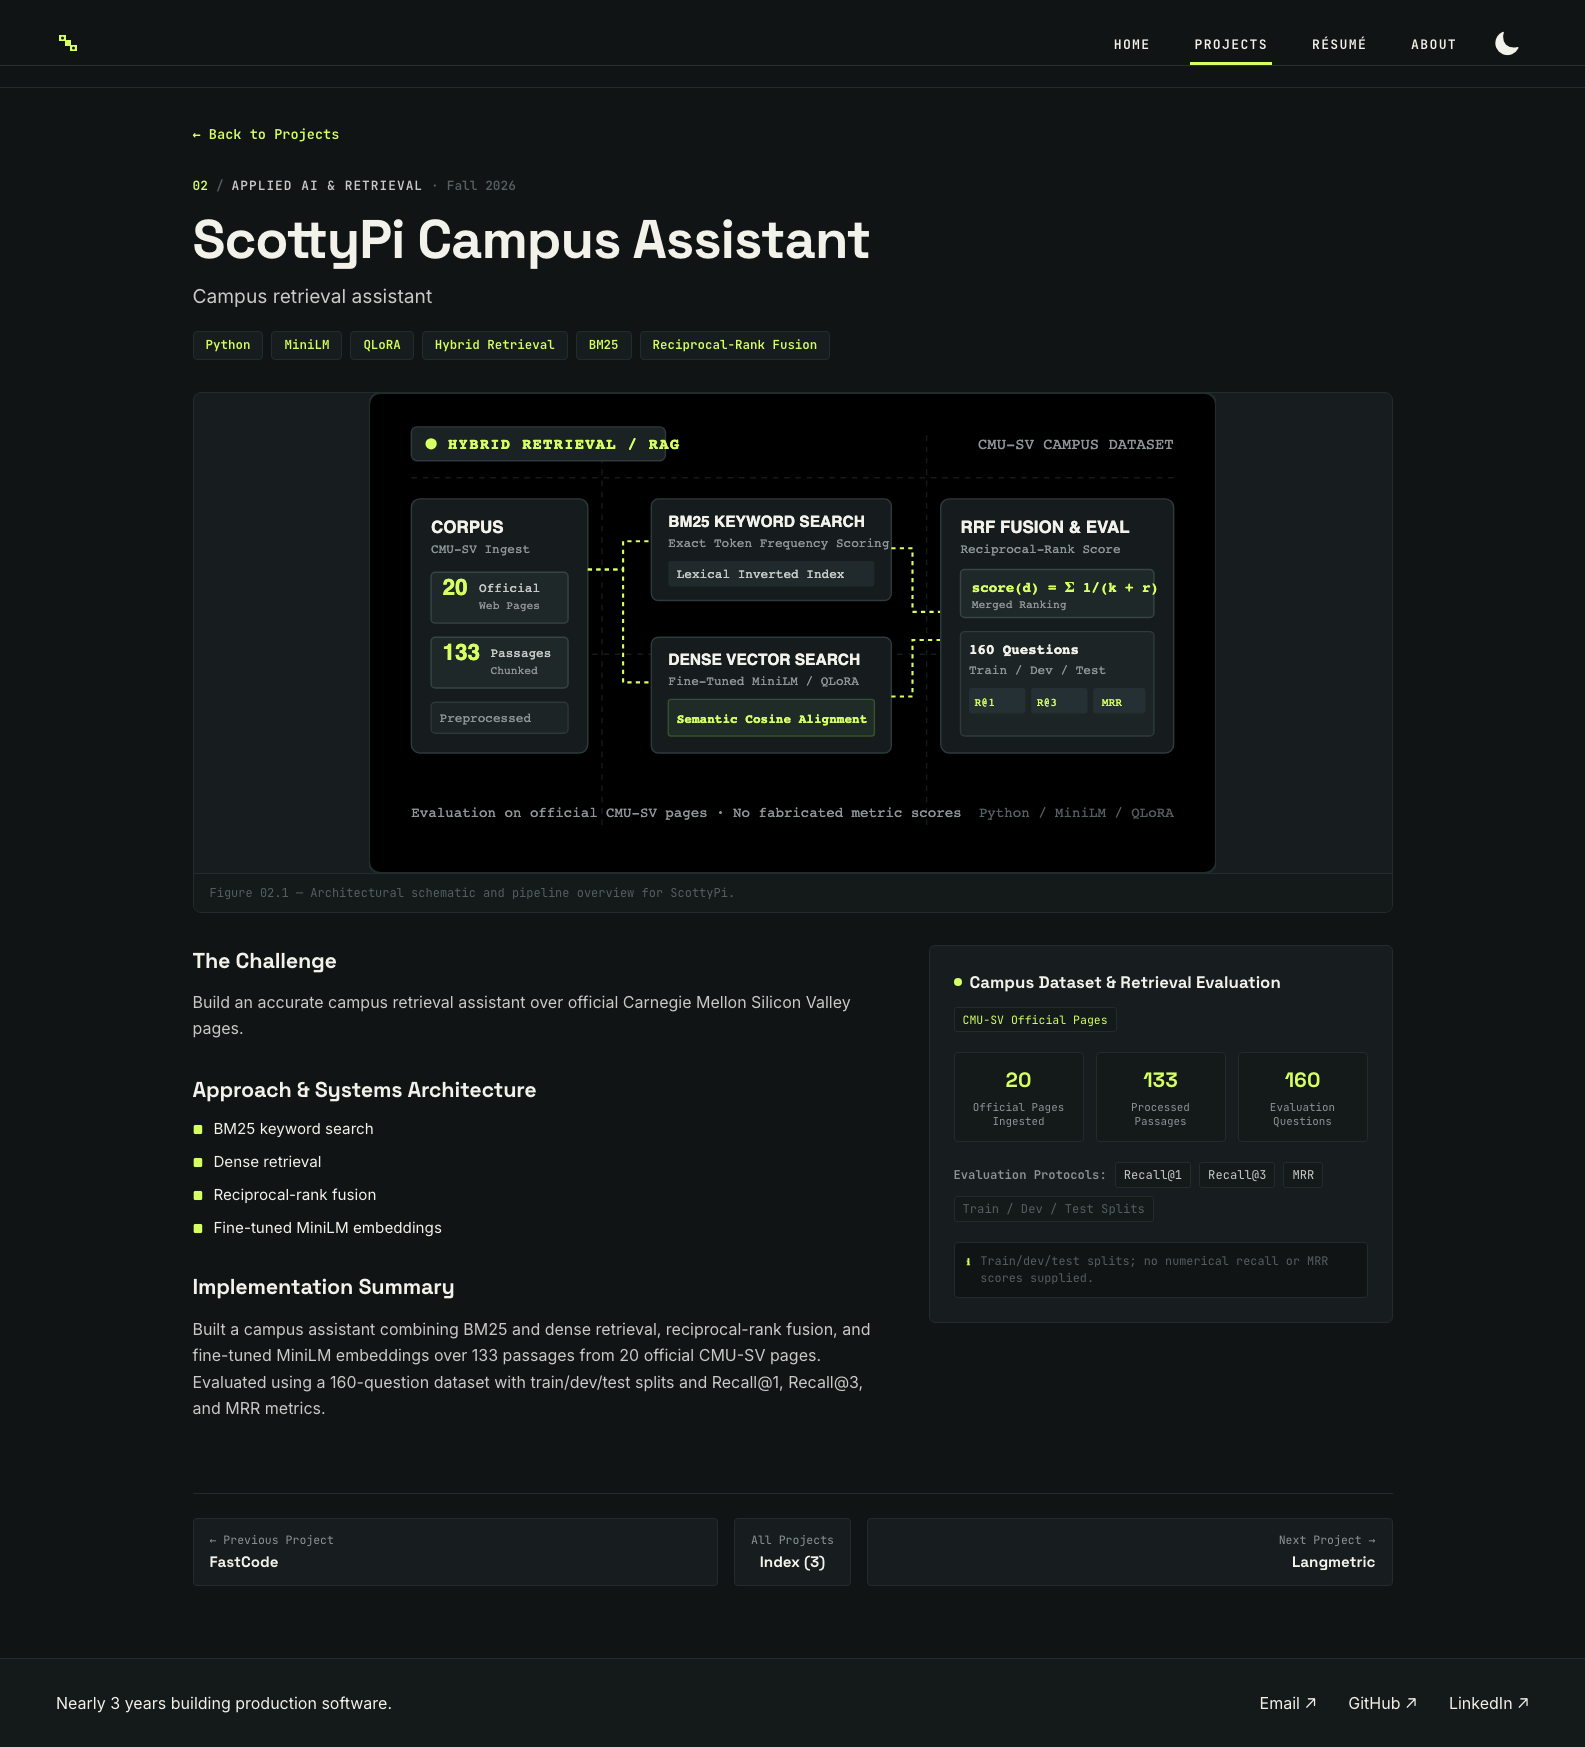 HOME
PROJECTS
RÉSUMÉ
ABOUT
← Back to Projects
02 / APPLIED AI & RETRIEVAL · Fall 2026
ScottyPi Campus Assistant
Campus retrieval assistant
Python
MiniLM
QLoRA
Hybrid Retrieval
BM25
Reciprocal-Rank Fusion
HYBRID RETRIEVAL / RAG
CMU-SV CAMPUS DATASET
CORPUS
CMU-SV Ingest
20 Official
Web Pages
133 Passages
Chunked
Preprocessed
BM25 KEYWORD SEARCH
Exact Token Frequency Scoring
Lexical Inverted Index
DENSE VECTOR SEARCH
Fine-Tuned MiniLM / QLoRA
Semantic Cosine Alignment
RRF FUSION & EVAL
Reciprocal-Rank Score
score(d) = Σ 1/(k + r)
Merged Ranking
160 Questions
Train / Dev / Test
R@1
R@3
MRR
Evaluation on official CMU-SV pages · No fabricated metric scores
Python / MiniLM / QLoRA
Figure 02.1 — Architectural schematic and pipeline overview for ScottyPi.
The Challenge
Build an accurate campus retrieval assistant over official Carnegie Mellon Silicon Valley
pages.
Approach & Systems Architecture
BM25 keyword search
Dense retrieval
Reciprocal-rank fusion
Fine-tuned MiniLM embeddings
Implementation Summary
Built a campus assistant combining BM25 and dense retrieval, reciprocal-rank fusion, and
fine-tuned MiniLM embeddings over 133 passages from 20 official CMU-SV pages.
Evaluated using a 160-question dataset with train/dev/test splits and Recall@1, Recall@3,
and MRR metrics.
Campus Dataset & Retrieval Evaluation
CMU-SV Official Pages
20
Official Pages
Ingested
133
Processed
Passages
160
Evaluation
Questions
Evaluation Protocols:
Recall@1
Recall@3
MRR
Train / Dev / Test Splits
ℹ Train/dev/test splits; no numerical recall or MRR
scores supplied.
← Previous Project
FastCode
All Projects
Index (3)
Next Project →
Langmetric
Nearly 3 years building production software.
Email ↗
GitHub ↗
LinkedIn ↗